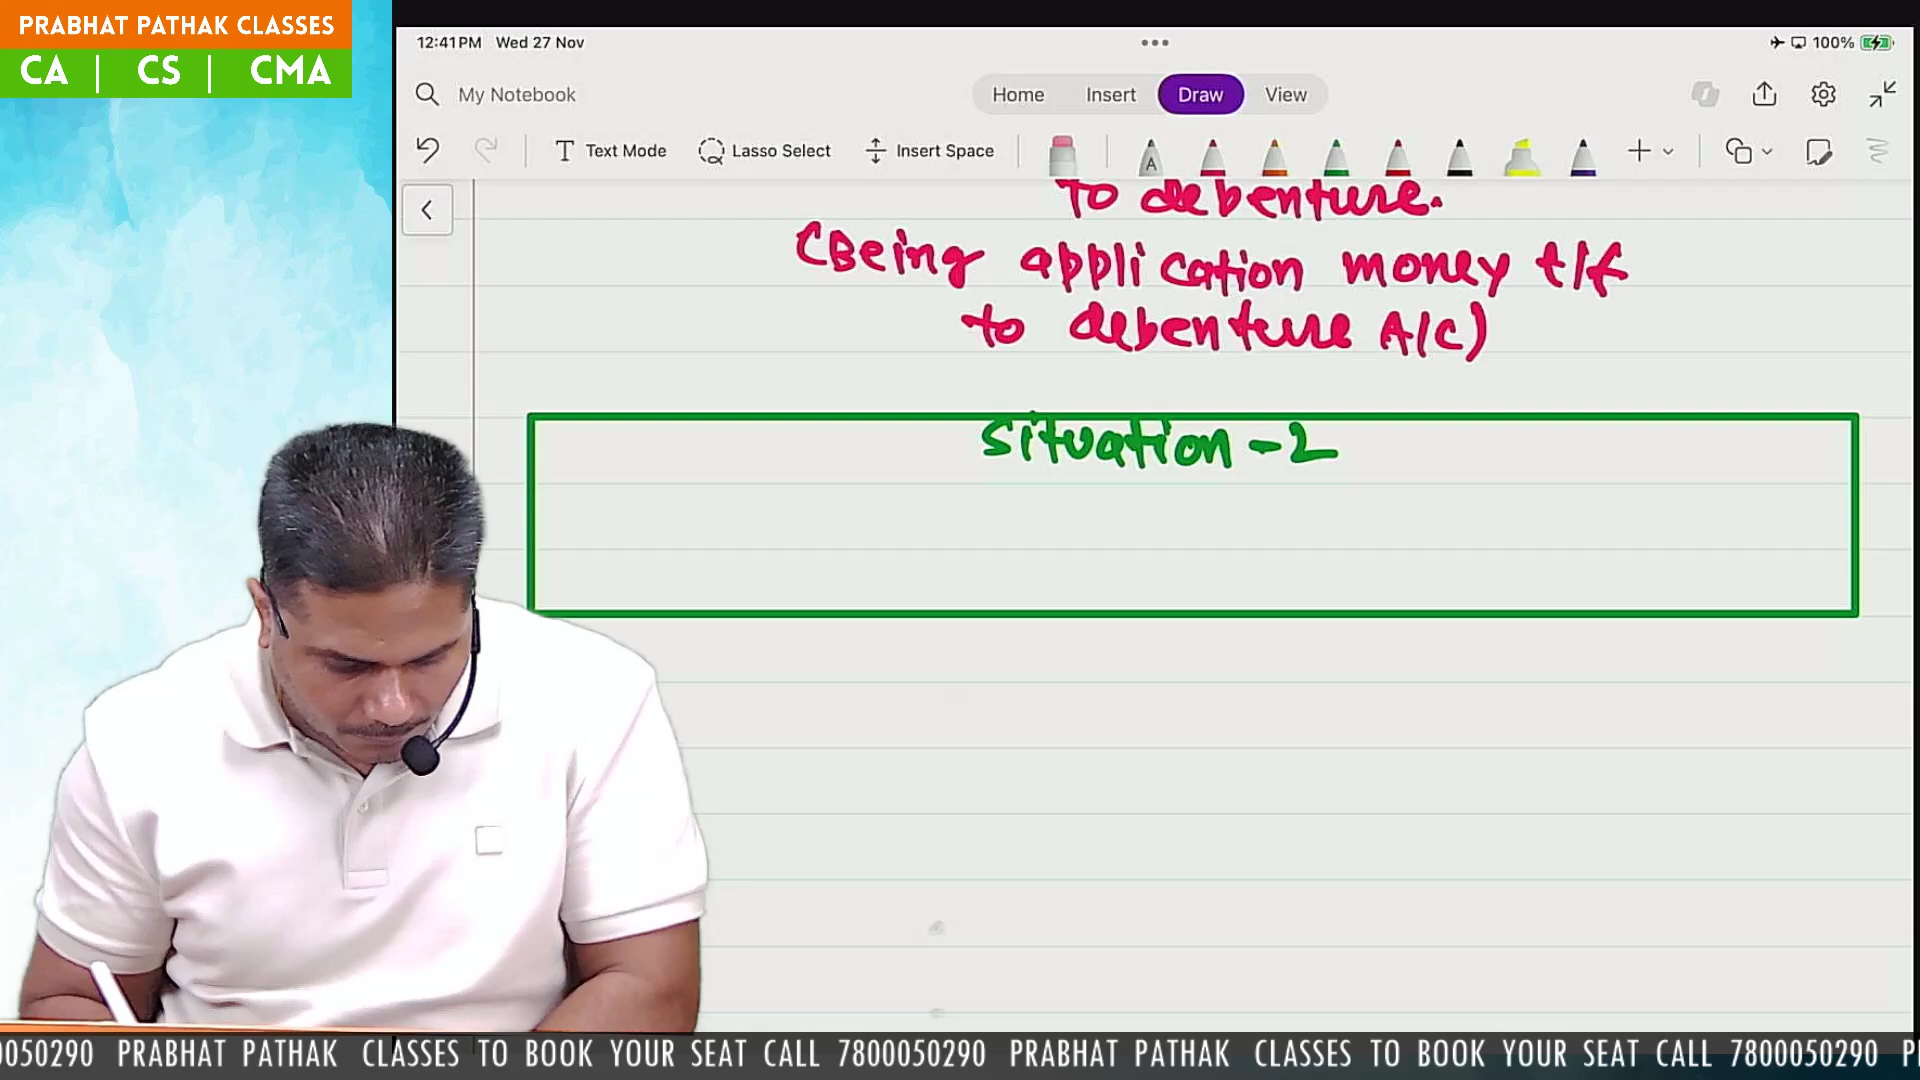 PRABHAT PATHAK CLASSES
CA | CS | CMA
12:41 PM Wed 27 Nov
100%
My Notebook
Home Insert Draw View
Text Mode Lasso Select Insert Space
A
To debenture.
(Being application money t/f
to debenture A/C)
Situation - 2
0050290 PRABHAT PATHAK CLASSES TO BOOK YOUR SEAT CALL 7800050290 PRABHAT PATHAK CLASSES TO BOOK YOUR SEAT CALL 7800050290 P